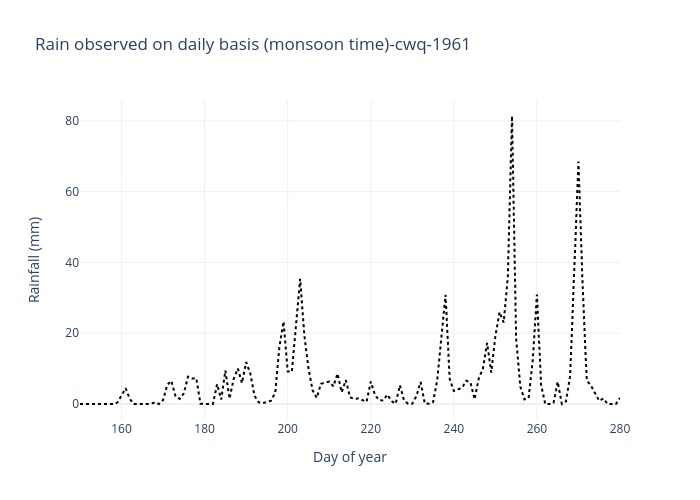 Rain observed on daily basis (monsoon time)-cwq-1961
Rainfall (mm)
80
60
40
20
0
160 180 200 220 240 260 280
Day of year